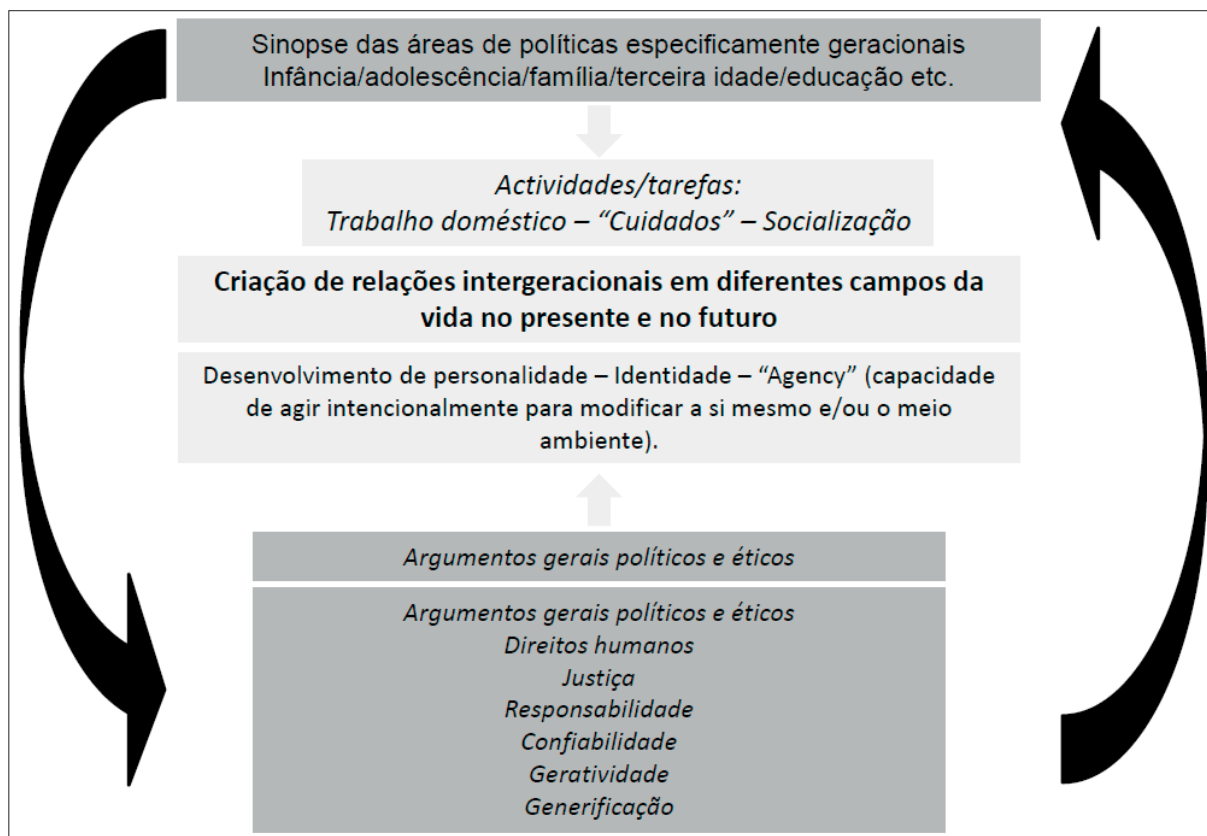 Sinopse das áreas de políticas especificamente geracionais
Infância/adolescência/família/terceira idade/educação etc.
Actividades/tarefas:
Trabalho doméstico – “Cuidados” – Socialização
Criação de relações intergeracionais em diferentes campos da
vida no presente e no futuro
Desenvolvimento de personalidade – Identidade – “Agency” (capacidade
de agir intencionalmente para modificar a si mesmo e/ou o meio
ambiente).
Argumentos gerais políticos e éticos
Argumentos gerais políticos e éticos
Direitos humanos
Justiça
Responsabilidade
Confiabilidade
Geratividade
Generificação